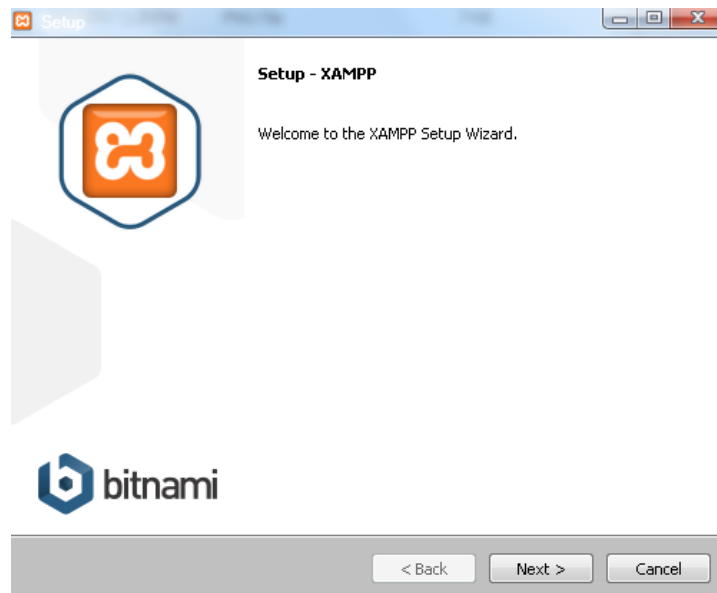 Setup
Setup - XAMPP
Welcome to the XAMPP Setup Wizard.
bitnami
< Back
Next >
Cancel